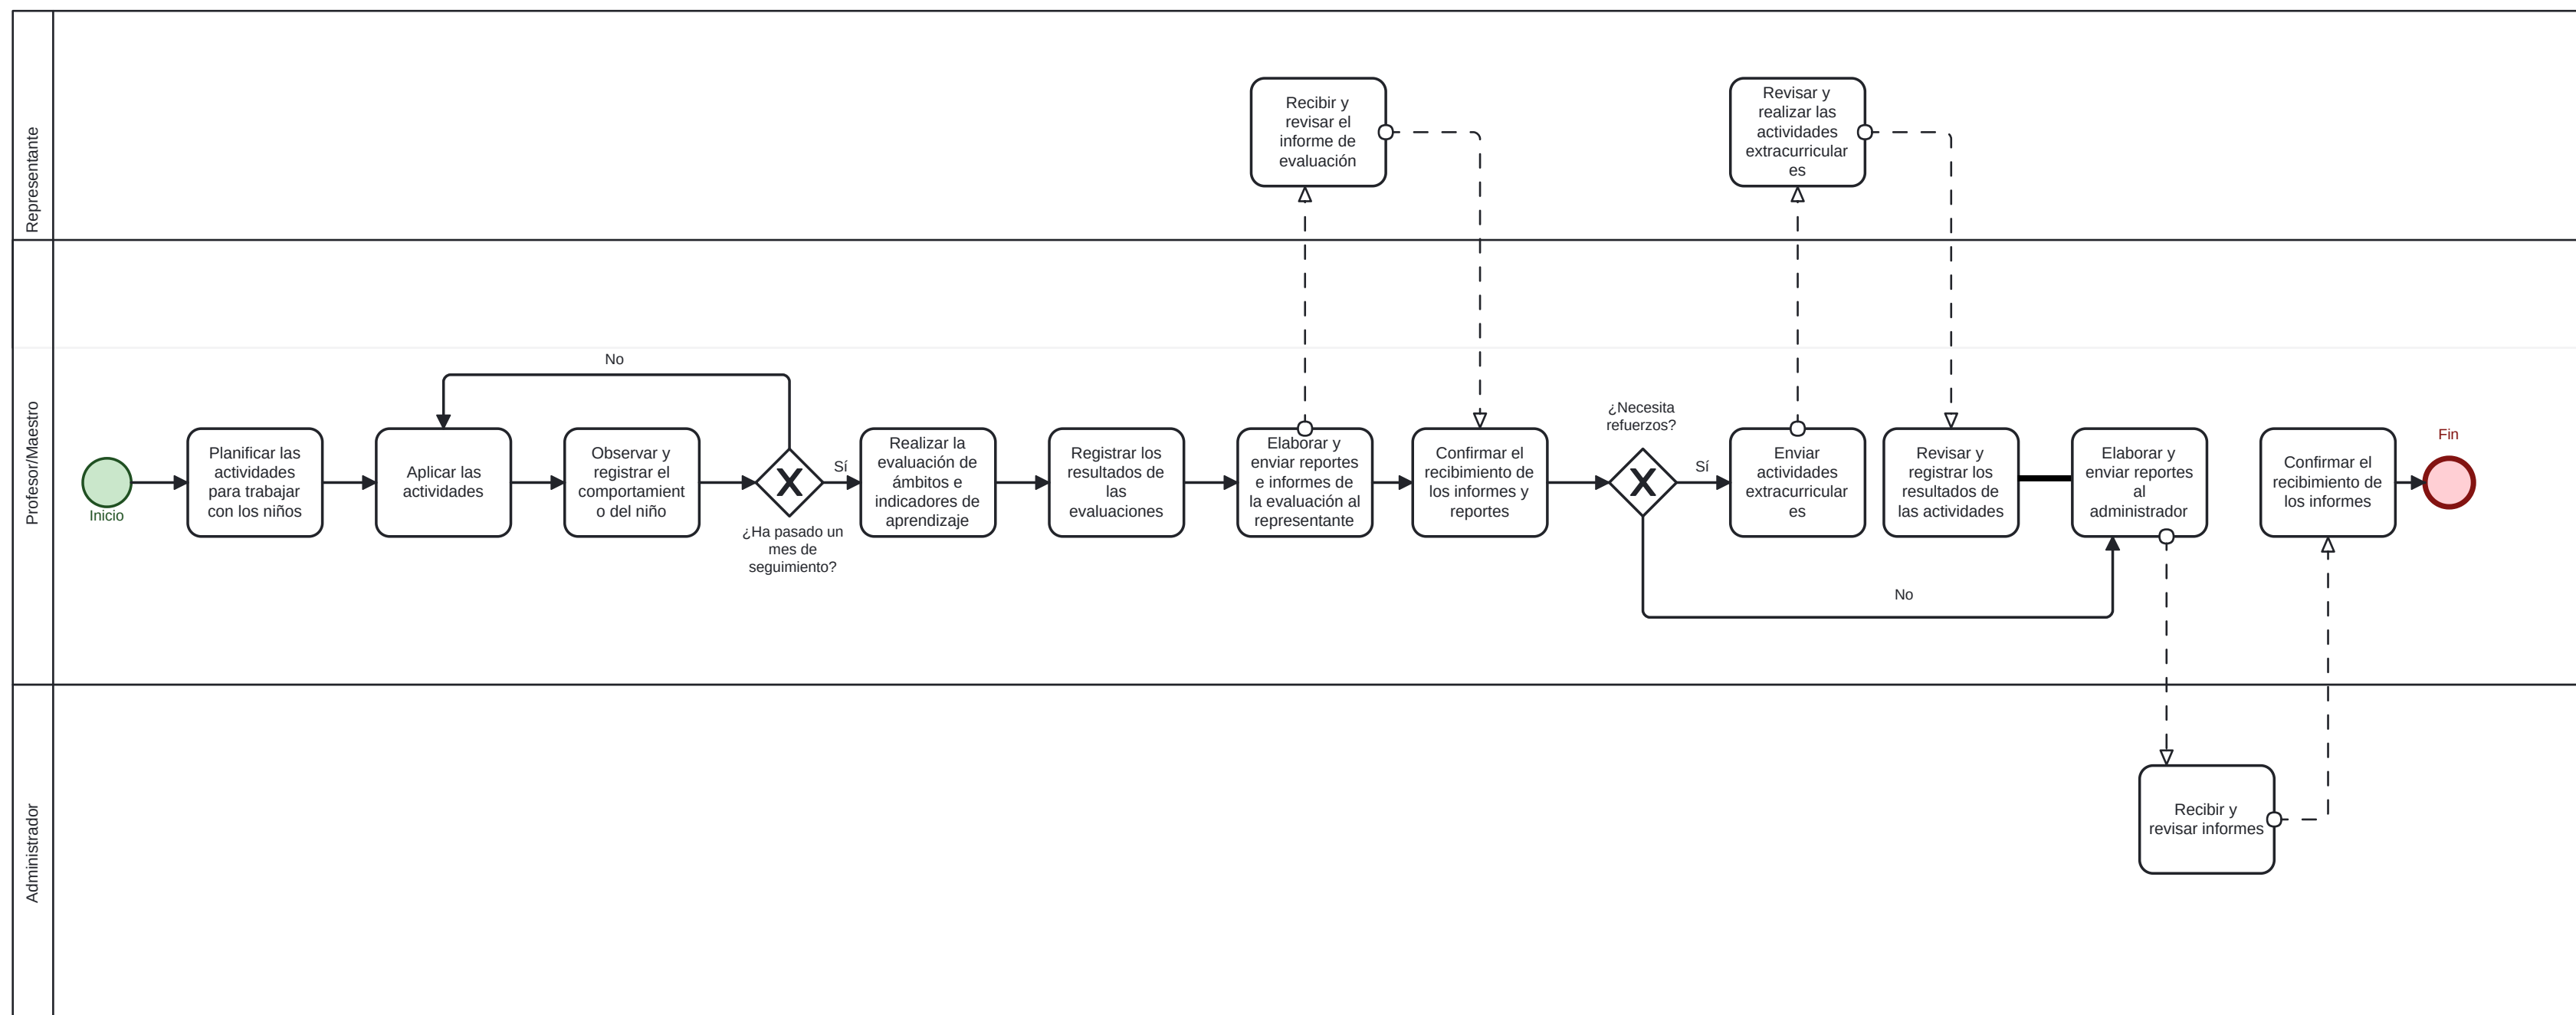 Representante
Recibir y
revisar el
informe de
evaluación
Revisar y
realizar las
actividades
extracurricular
es
Profesor/Maestro
Inicio
Planificar las
actividades
para trabajar
con los niños
Aplicar las
actividades
No
Observar y
registrar el
comportamient
o del niño
¿Ha pasado un
mes de
seguimiento?
Sí
Realizar la
evaluación de
ámbitos e
indicadores de
aprendizaje
Registrar los
resultados de
las
evaluaciones
Elaborar y
enviar reportes
e informes de
la evaluación al
representante
Confirmar el
recibimiento de
los informes y
reportes
¿Necesita
refuerzos?
Sí
Enviar
actividades
extracurricular
es
Revisar y
registrar los
resultados de
las actividades
No
Elaborar y
enviar reportes
al
administrador
Confirmar el
recibimiento de
los informes
Fin
Administrador
Recibir y
revisar informes